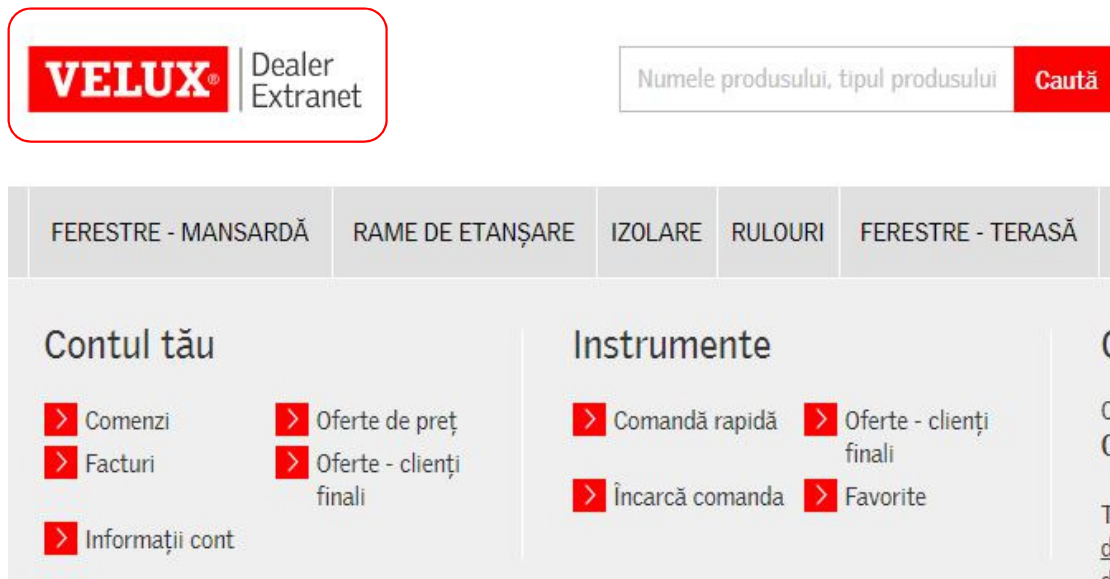 VELUX®
Dealer
Extranet
Numele produsului, tipul produsului
Caută
FERESTRE - MANSARDĂ
RAME DE ETANȘARE
IZOLARE
RULOURI
FERESTRE - TERASĂ
Contul tău
Comenzi
Oferte de preț
Facturi
Oferte - clienți
finali
Informații cont
Instrumente
Comandă rapidă
Oferte - clienți
finali
Încarcă comanda
Favorite